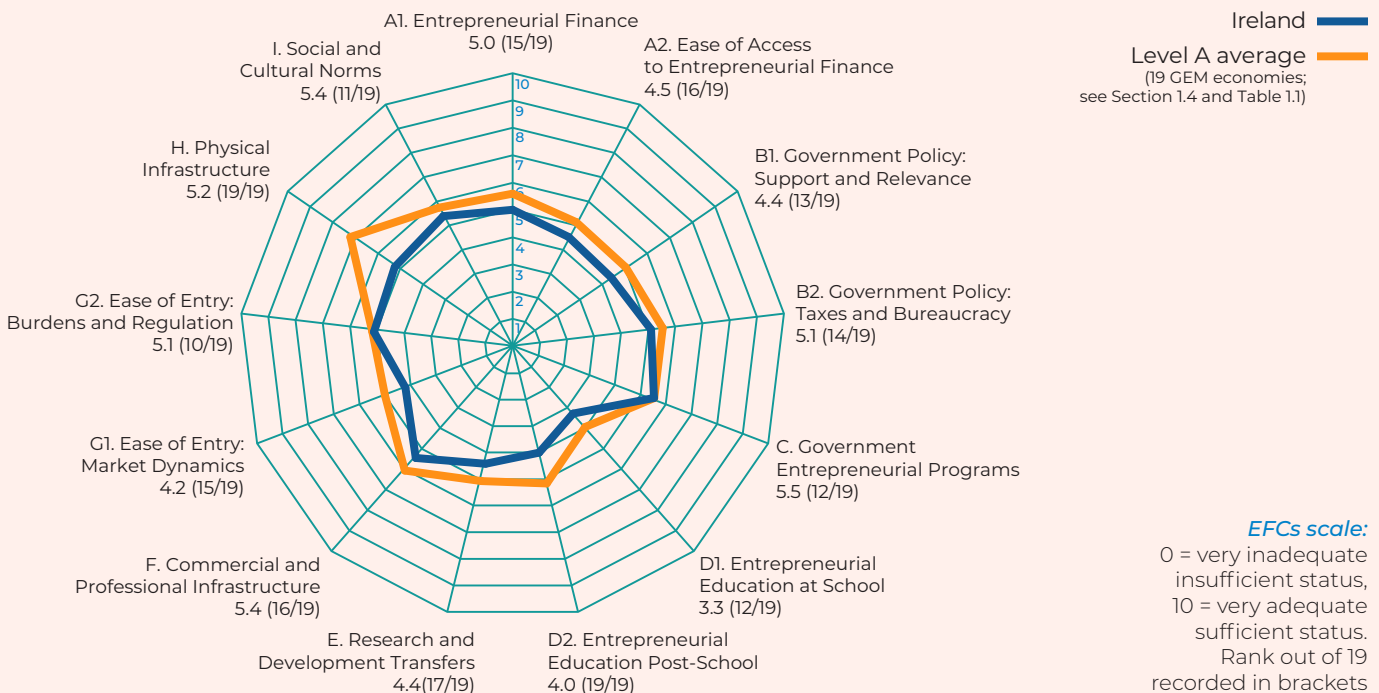 A1. Entrepreneurial Finance
5.0 (15/19)
A2. Ease of Access
to Entrepreneurial Finance
4.5 (16/19)
B1. Government Policy:
Support and Relevance
4.4 (13/19)
B2. Government Policy:
Taxes and Bureaucracy
5.1 (14/19)
C. Government
Entrepreneurial Programs
5.5 (12/19)
D1. Entrepreneurial
Education at School
3.3 (12/19)
D2. Entrepreneurial
Education Post-School
4.0 (19/19)
E. Research and
Development Transfers
4.4(17/19)
F. Commercial and
Professional Infrastructure
5.4 (16/19)
G1. Ease of Entry:
Market Dynamics
4.2 (15/19)
G2. Ease of Entry:
Burdens and Regulation
5.1 (10/19)
H. Physical
Infrastructure
5.2 (19/19)
I. Social and
Cultural Norms
5.4 (11/19)
10
9
8
7
6
5
4
3
2
1
Ireland
Level A average
(19 GEM economies;
see Section 1.4 and Table 1.1)
EFCs scale:
0 = very inadequate
insufficient status,
10 = very adequate
sufficient status.
Rank out of 19
recorded in brackets